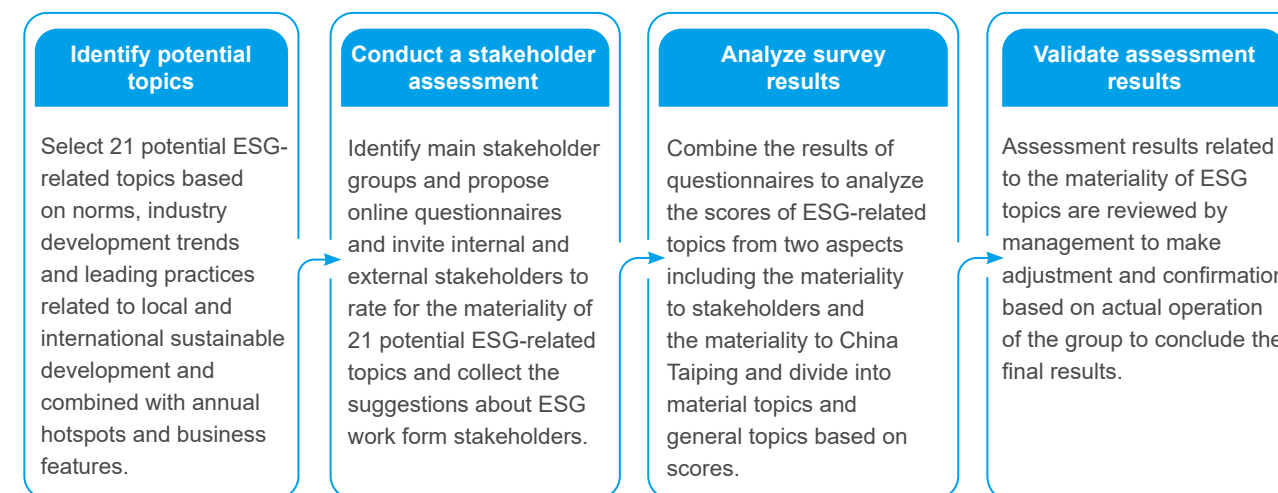 Identify potential
topics
Select 21 potential ESG-
related topics based
on norms, industry
development trends
and leading practices
related to local and
international sustainable
development and
combined with annual
hotspots and business
features.
Conduct a stakeholder
assessment
Identify main stakeholder
groups and propose
online questionnaires
and invite internal and
external stakeholders to
rate for the materiality of
21 potential ESG-related
topics and collect the
suggestions about ESG
work form stakeholders.
Analyze survey
results
Combine the results of
questionnaires to analyze
the scores of ESG-related
topics from two aspects
including the materiality
to stakeholders and
the materiality to China
Taiping and divide into
material topics and
general topics based on
scores.
Validate assessment
results
Assessment results related
to the materiality of ESG
topics are reviewed by
management to make
adjustment and confirmation
based on actual operation
of the group to conclude the
final results.